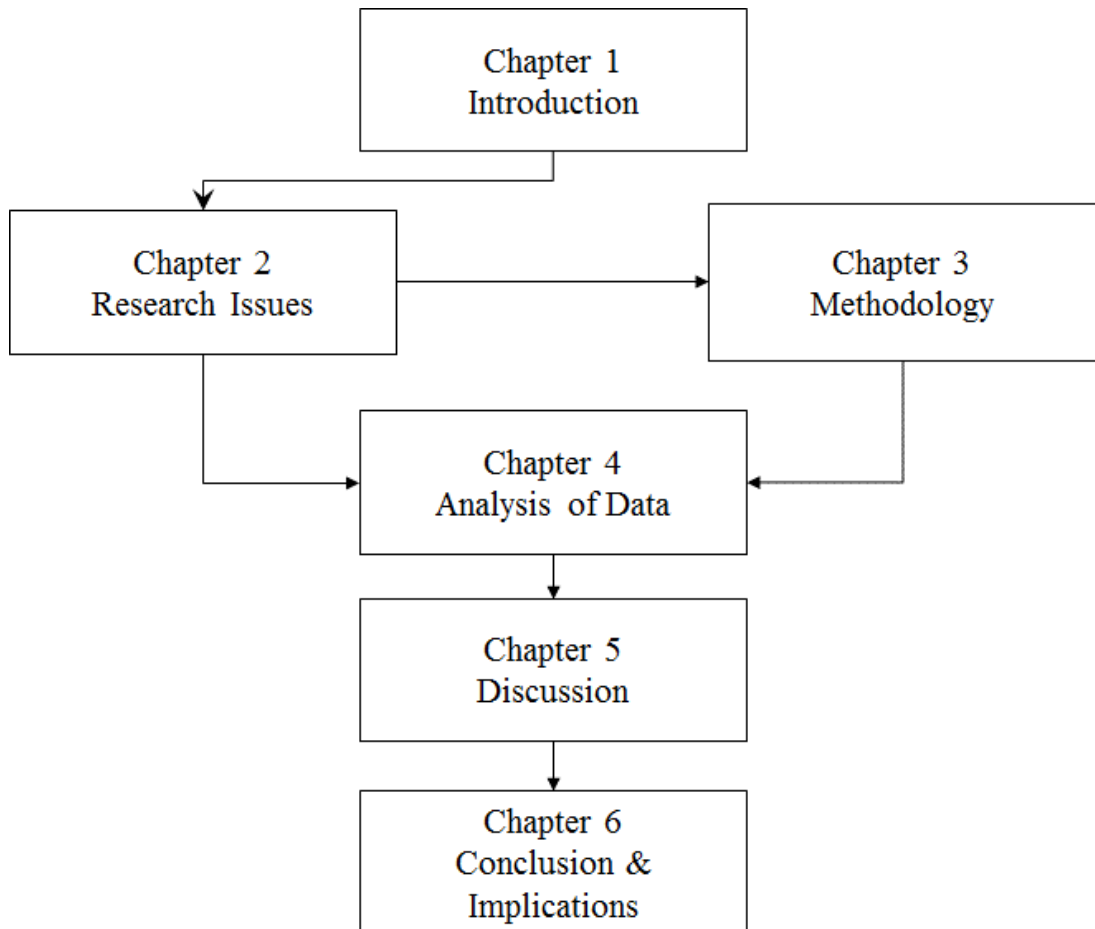 Chapter 1
Introduction
Chapter 2
Research Issues
Chapter 3
Methodology
Chapter 4
Analysis of Data
Chapter 5
Discussion
Chapter 6
Conclusion &
Implications